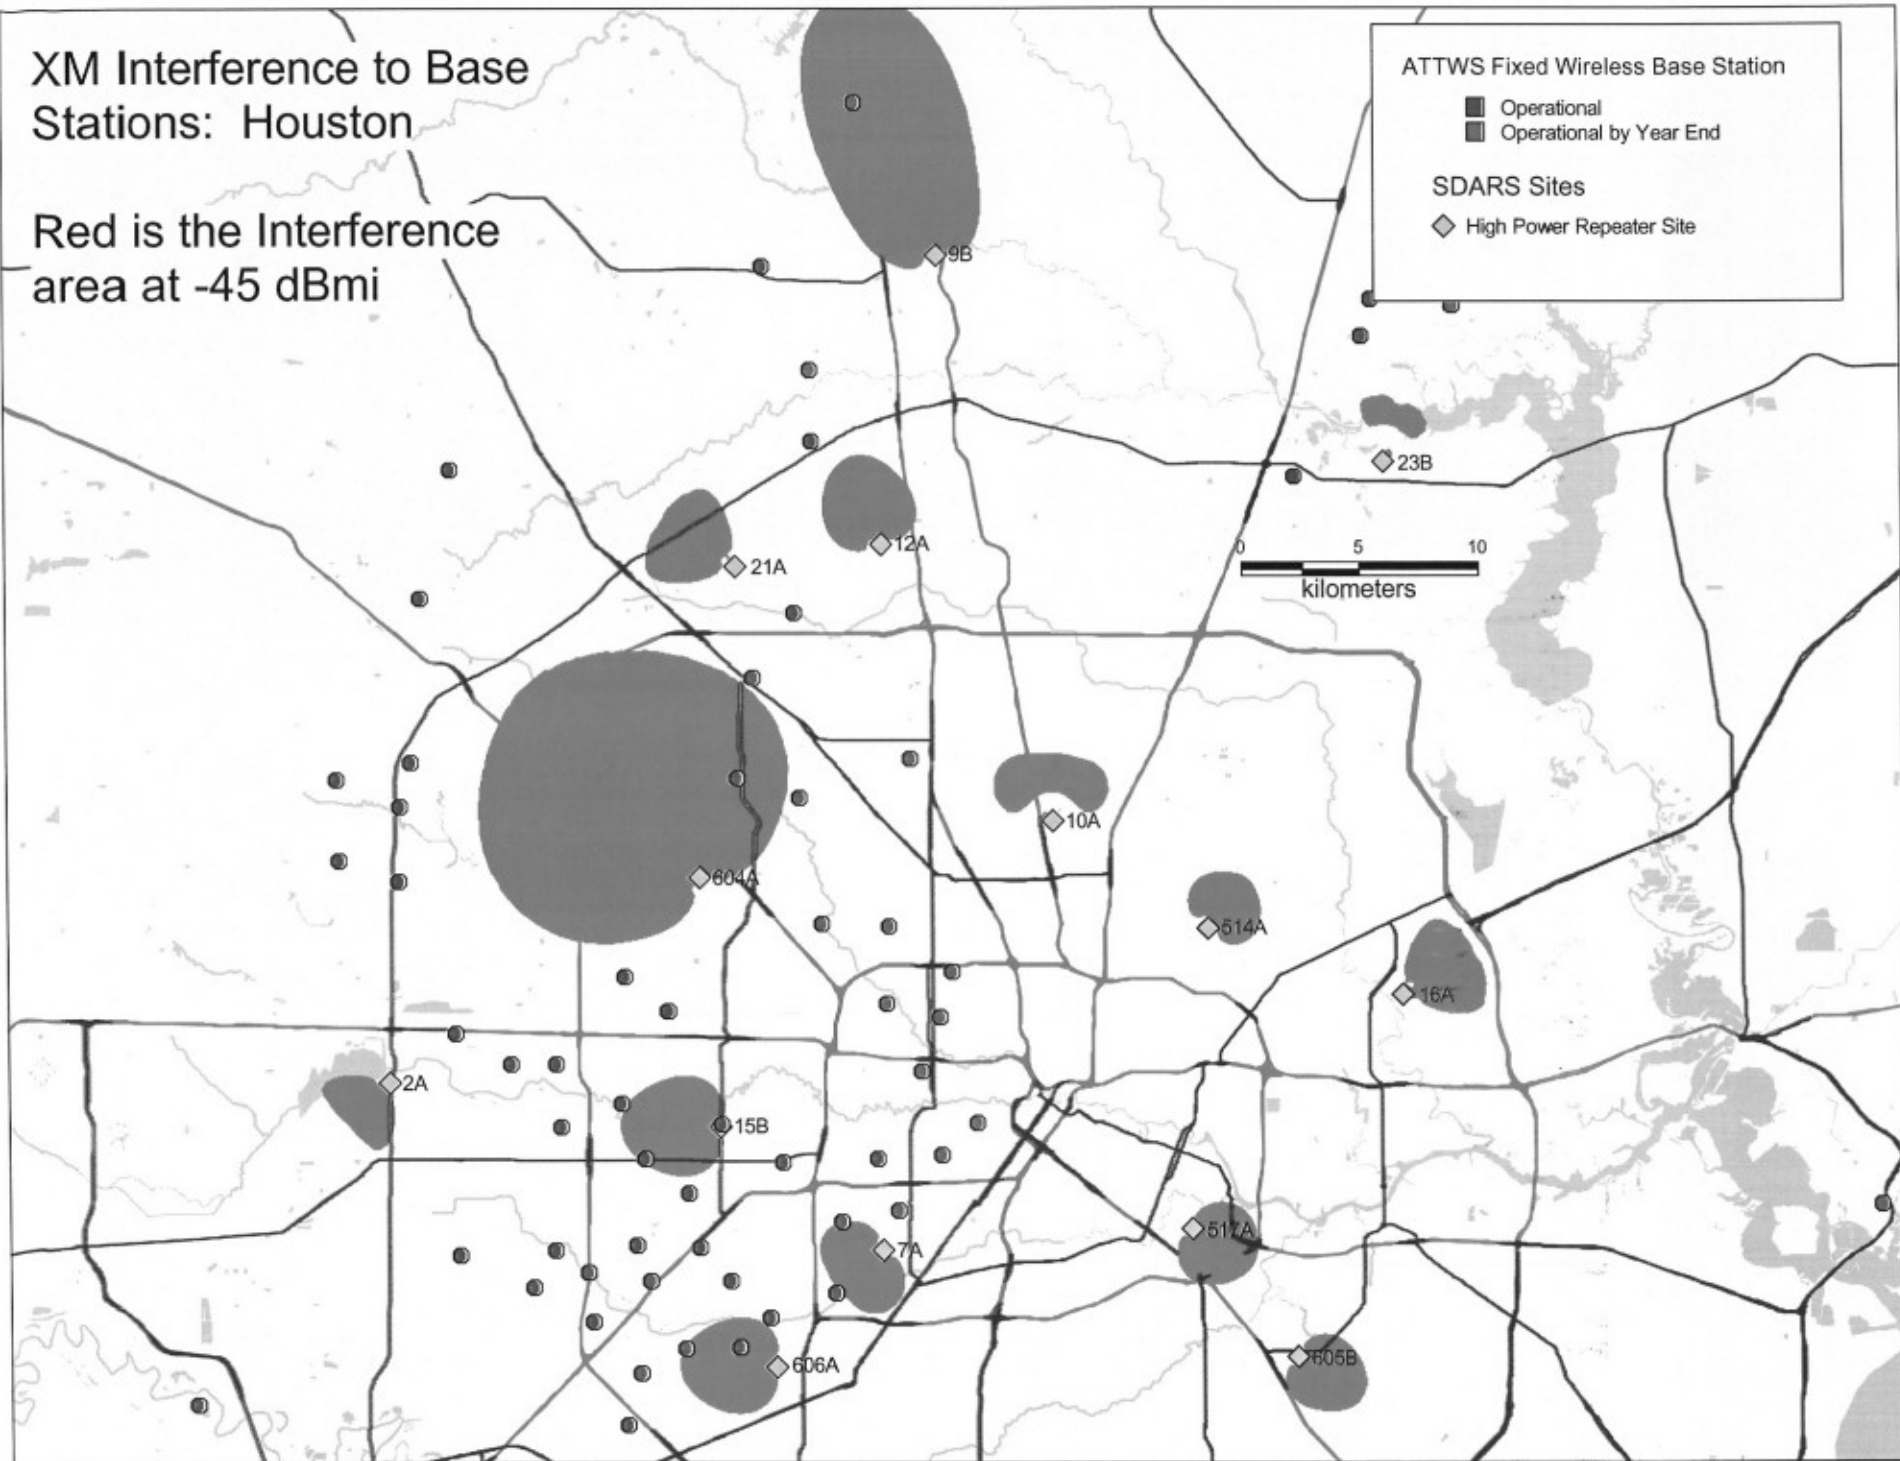 XM Interference to Base
Stations: Houston
Red is the Interference
area at -45 dBmi
ATTWS Fixed Wireless Base Station
Operational
Operational by Year End
SDARS Sites
High Power Repeater Site
9B
23B
12A
21A
0 5 10
kilometers
10A
604A
514A
16A
2A
15B
517A
7A
606A
605B